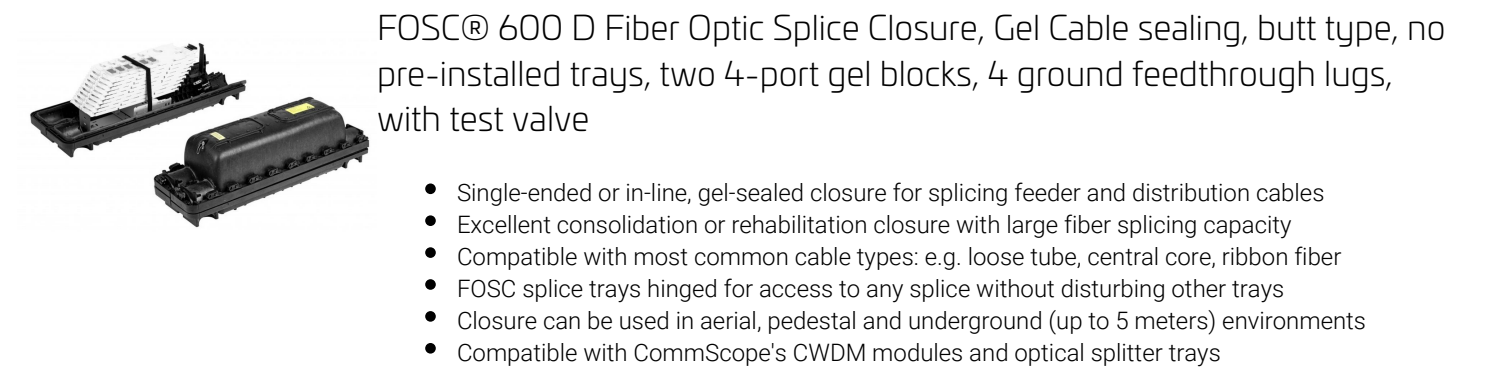 FOSC® 600 D Fiber Optic Splice Closure, Gel Cable sealing, butt type, no
pre-installed trays, two 4-port gel blocks, 4 ground feedthrough lugs,
with test valve
• Single-ended or in-line, gel-sealed closure for splicing feeder and distribution cables
• Excellent consolidation or rehabilitation closure with large fiber splicing capacity
• Compatible with most common cable types: e.g. loose tube, central core, ribbon fiber
• FOSC splice trays hinged for access to any splice without disturbing other trays
• Closure can be used in aerial, pedestal and underground (up to 5 meters) environments
• Compatible with CommScope's CWDM modules and optical splitter trays